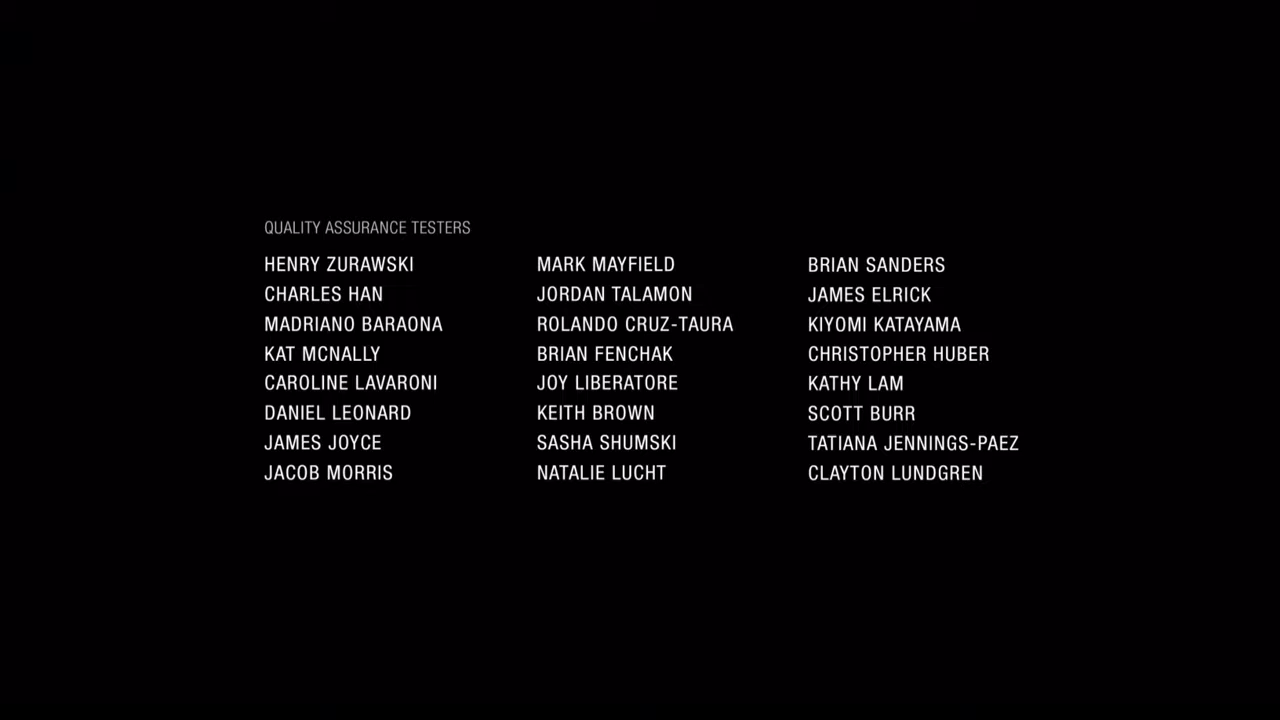 QUALITY ASSURANCE TESTERS
HENRY ZURAWSKI
CHARLES HAN
MADRIANO BARAONA
KAT MCNALLY
CAROLINE LAVARONI
DANIEL LEONARD
JAMES JOYCE
JACOB MORRIS
MARK MAYFIELD
JORDAN TALAMON
ROLANDO CRUZ-TAURA
BRIAN FENCHAK
JOY LIBERATORE
KEITH BROWN
SASHA SHUMSKI
NATALIE LUCHT
BRIAN SANDERS
JAMES ELRICK
KIYOMI KATAYAMA
CHRISTOPHER HUBER
KATHY LAM
SCOTT BURR
TATIANA JENNINGS-PAEZ
CLAYTON LUNDGREN